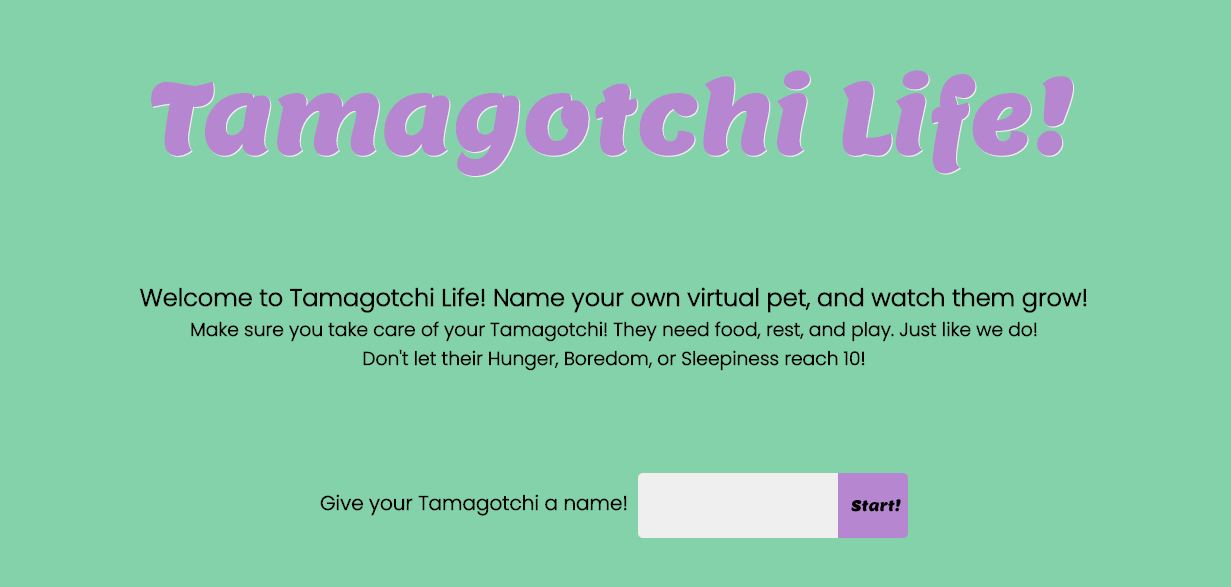 Tamagotchi Life!
Welcome to Tamagotchi Life! Name your own virtual pet, and watch them grow!
Make sure you take care of your Tamagotchi! They need food, rest, and play. Just like we do!
Don't let their Hunger, Boredom, or Sleepiness reach 10!
Give your Tamagotchi a name! Start!